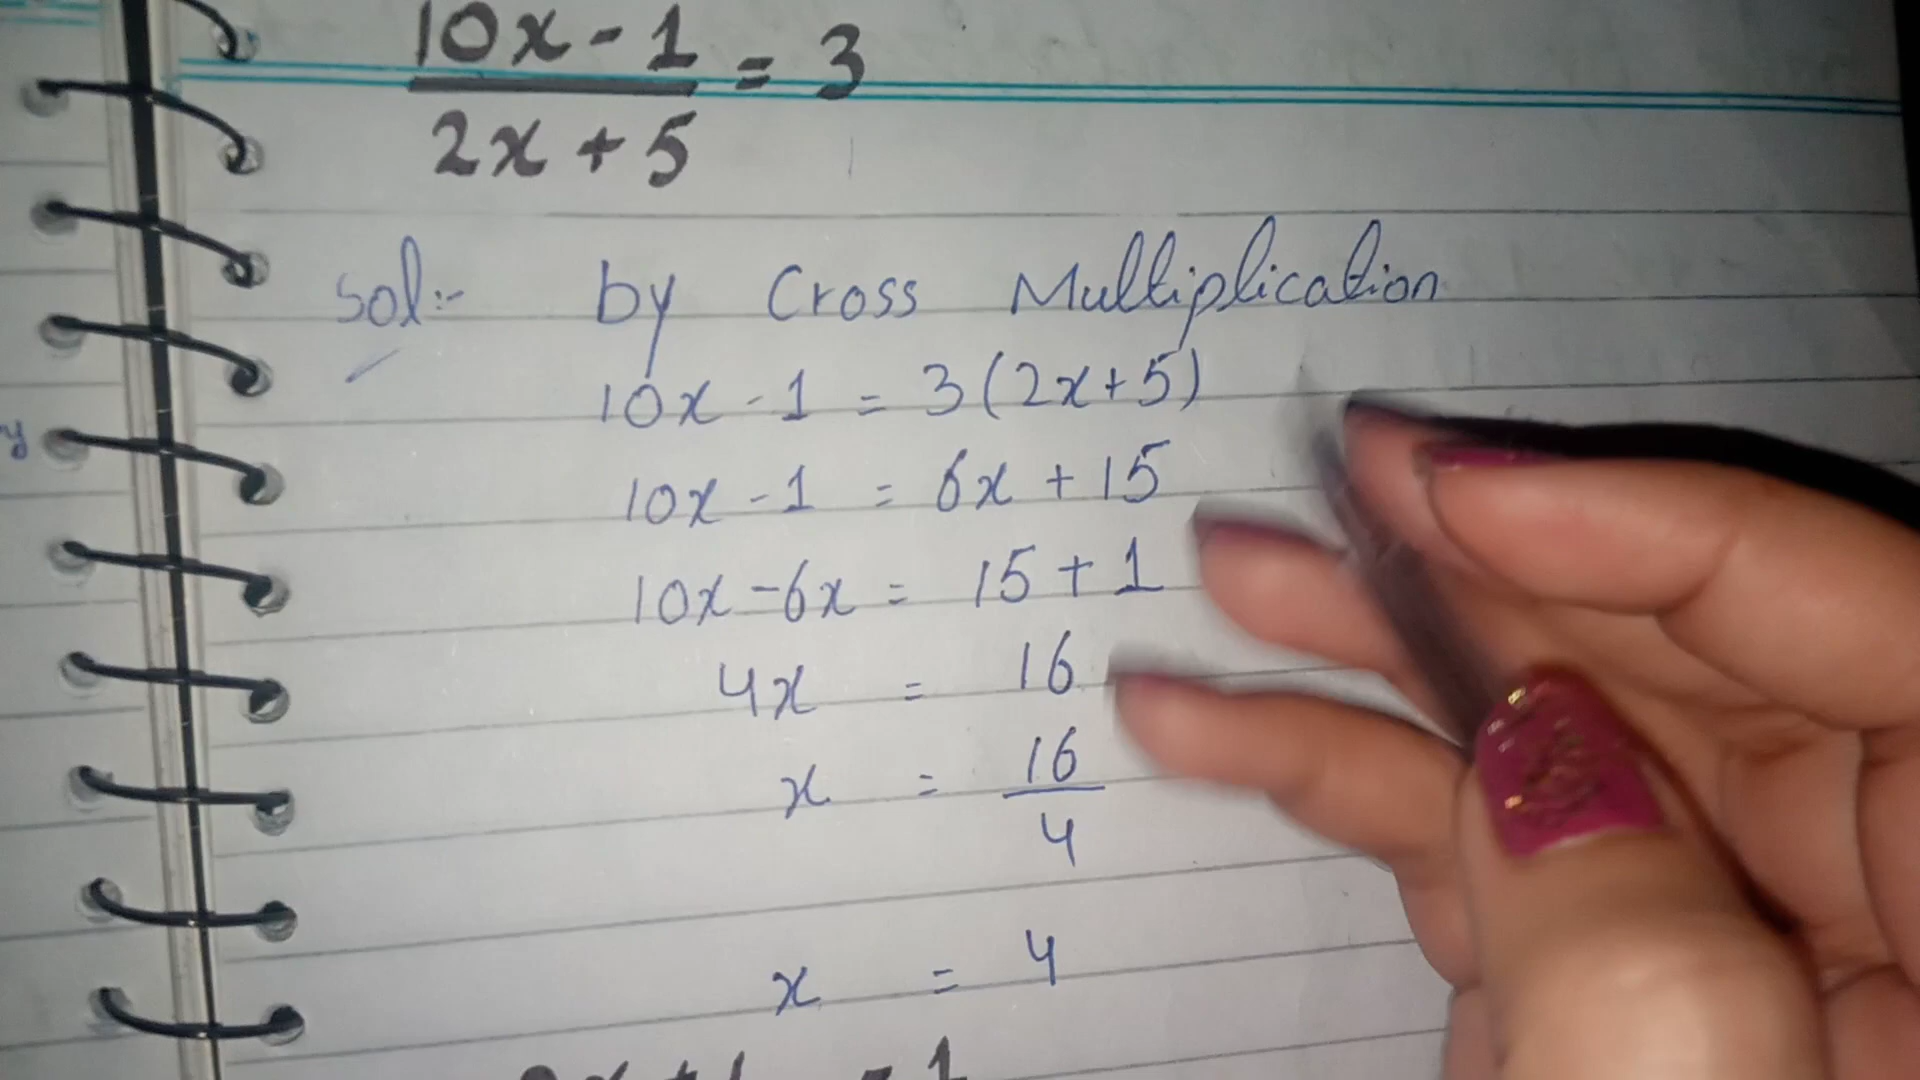 10x - 1 = 3
2x + 5
Sol:- by Cross Multiplication
10x - 1 = 3(2x+5)
10x - 1 = 6x + 15
10x - 6x = 15 + 1
4x = 16
x = 16
4
x = 4